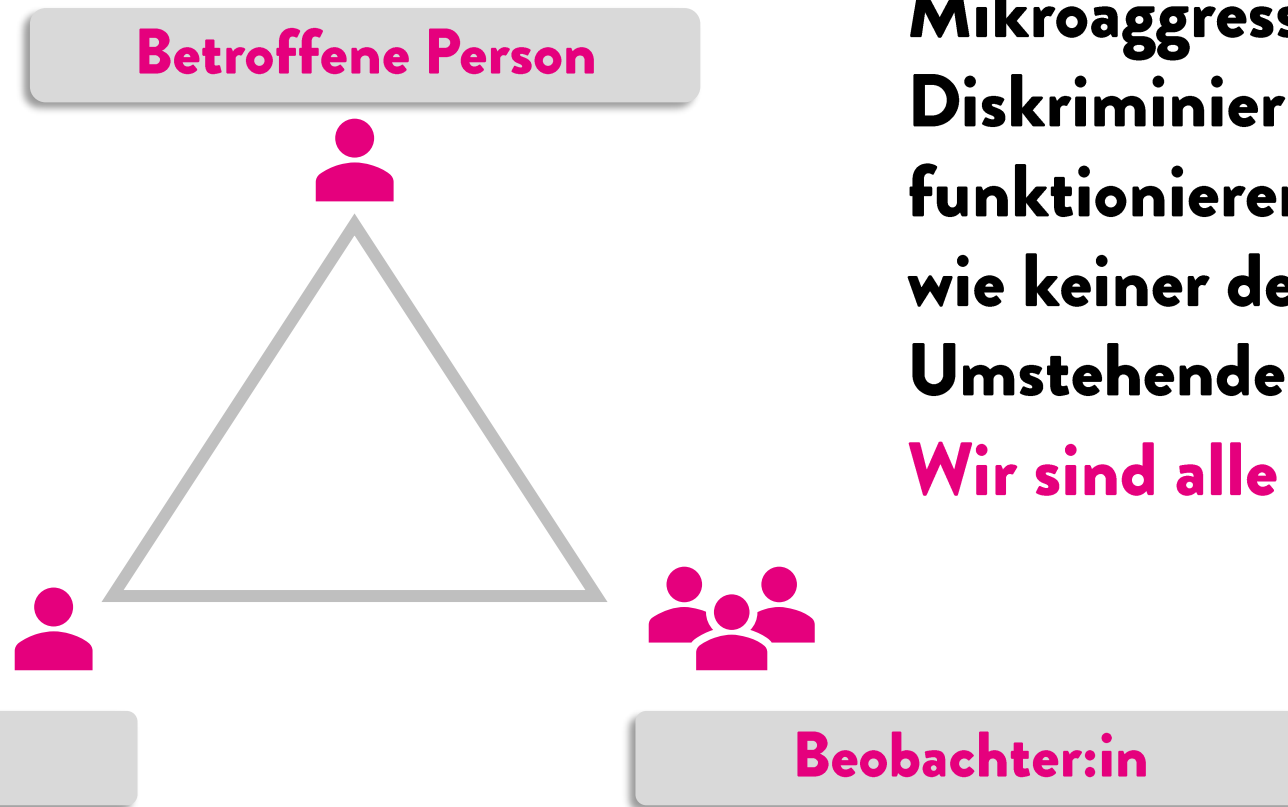 Betroffene Person
Mikroaggress
Diskriminier
funktionieren
wie keiner de
Umstehende
Wir sind alle
Beobachter:in